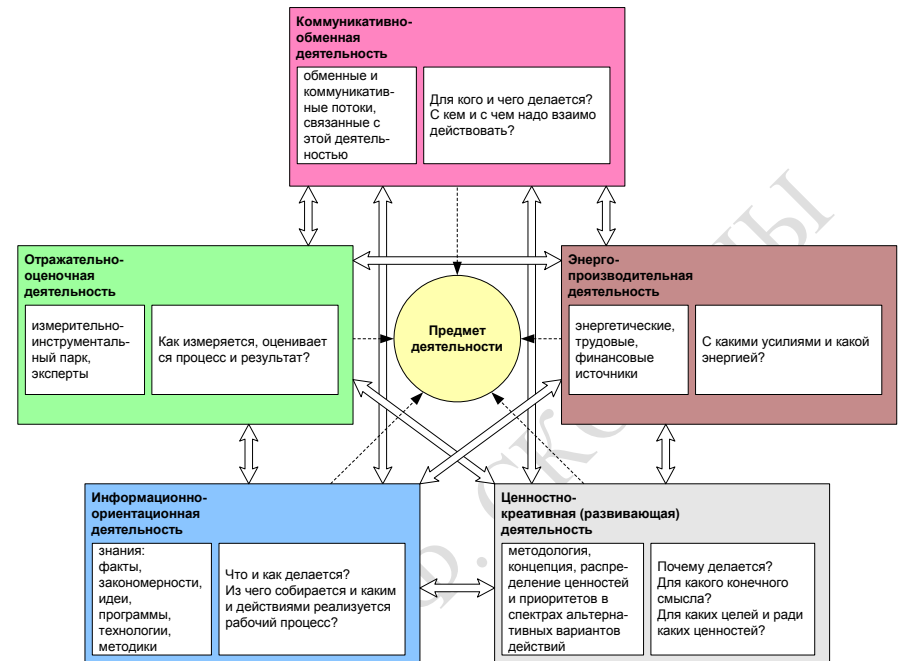 Коммуникативно-
обменная
деятельность
обменные и
коммуникатив-
ные потоки,
связанные с
этой деятель-
ностью
Для кого и чего делается?
С кем и с чем надо взаимо
действовать?
Отражательно-
оценочная
деятельность
измерительно-
инструменталь-
ный парк,
эксперты
Как измеряется, оценивает
ся процесс и результат?
Предмет
деятельности
Энерго-
производительная
деятельность
энергетические,
трудовые,
финансовые
источники
С какими усилиями и какой
энергией?
Информационно-
ориентационная
деятельность
знания:
факты,
закономерности,
идеи,
программы,
технологии,
методики
Что и как делается?
Из чего собирается и каким
и действиями реализуется
рабочий процесс?
Ценностно-
креативная (развивающая)
деятельность
методология,
концепция, распре-
деление ценностей
и приоритетов в
спектрах альтерна-
тивных вариантов
действий
Почему делается?
Для какого конечного
смысла?
Для каких целей и ради
каких ценностей?